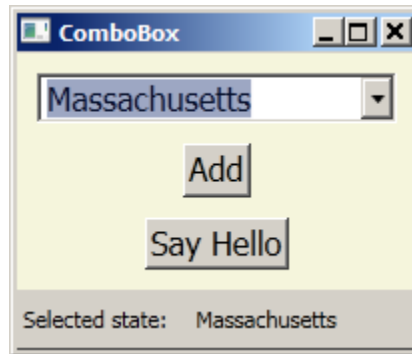 ComboBox
Massachusetts
Add
Say Hello
Selected state: Massachusetts